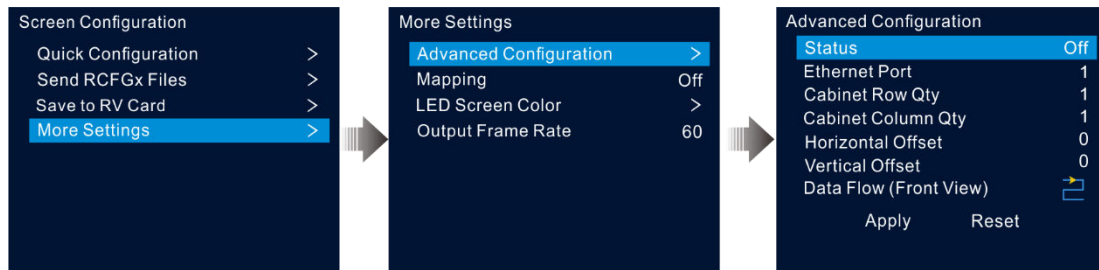 Screen Configuration
Quick Configuration >
Send RCFGx Files >
Save to RV Card >
More Settings >
More Settings
Advanced Configuration >
Mapping Off
LED Screen Color >
Output Frame Rate 60
Advanced Configuration
Status Off
Ethernet Port 1
Cabinet Row Qty 1
Cabinet Column Qty 1
Horizontal Offset 0
Vertical Offset 0
Data Flow (Front View)
Apply Reset